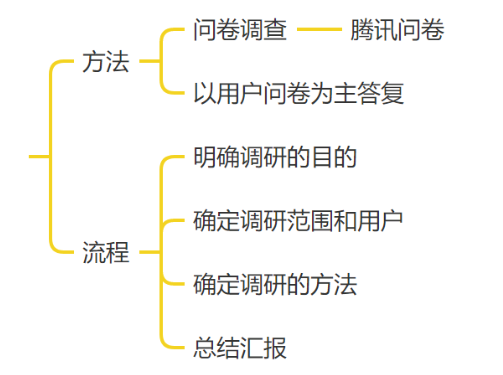 方法
问卷调查
腾讯问卷
以用户问卷为主答复
流程
明确调研的目的
确定调研范围和用户
确定调研的方法
总结汇报